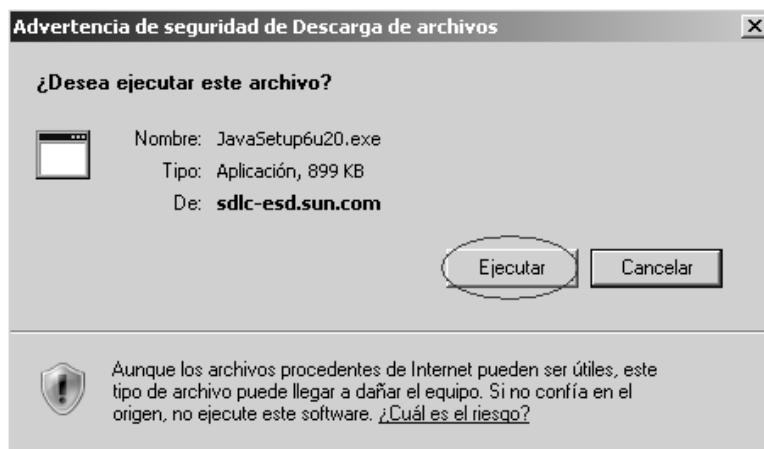 Advertencia de seguridad de Descarga de archivos
¿Desea ejecutar este archivo?
Nombre: JavaSetup6u20.exe
Tipo: Aplicación, 899 KB
De: sdlc-esd.sun.com
Ejecutar Cancelar
Aunque los archivos procedentes de Internet pueden ser útiles, este
tipo de archivo puede llegar a dañar el equipo. Si no confía en el
origen, no ejecute este software. ¿Cuál es el riesgo?